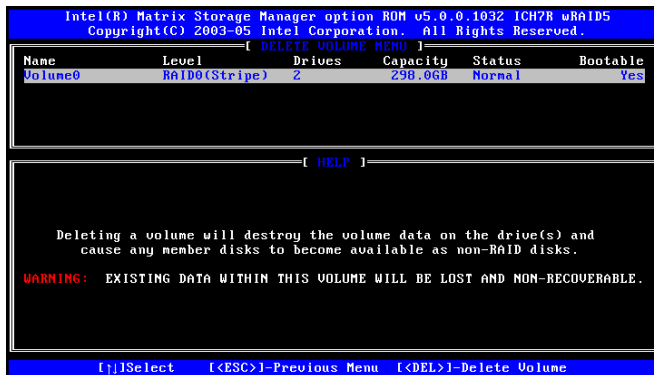 Intel(R) Matrix Storage Manager option ROM v5.0.0.1032 ICH7R wRAID5
Copyright(C) 2003-05 Intel Corporation. All Rights Reserved.
[ DELETE VOLUME MENU ]
Name Level Drives Capacity Status Bootable
Volume0 RAID0(Stripe) 2 298.0GB Normal Yes
[ HELP ]
Deleting a volume will destroy the volume data on the drive(s) and
cause any member disks to become available as non-RAID disks.
WARNING: EXISTING DATA WITHIN THIS VOLUME WILL BE LOST AND NON-RECOVERABLE.
[↑↓]Select [<ESC>]-Previous Menu [<DEL>]-Delete Volume